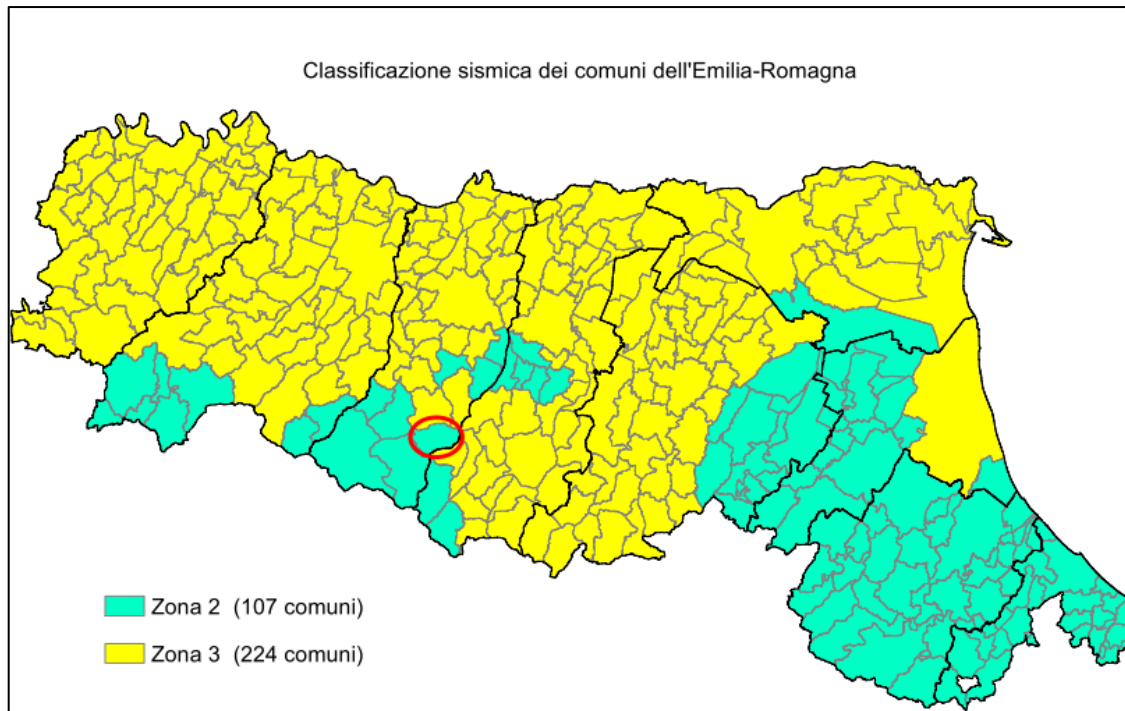 Classificazione sismica dei comuni dell'Emilia-Romagna
Zona 2 (107 comuni)
Zona 3 (224 comuni)